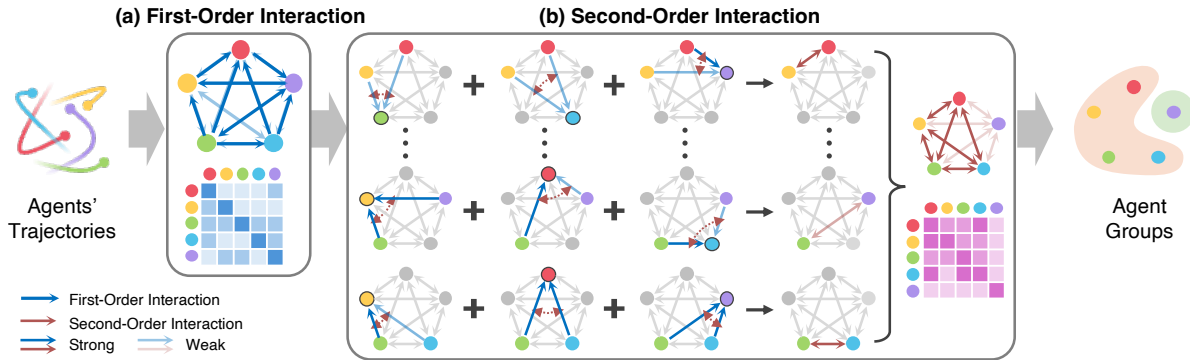 (a) First-Order Interaction
(b) Second-Order Interaction
Agents'
Trajectories
Agent
Groups
First-Order Interaction
Second-Order Interaction
Strong
Weak